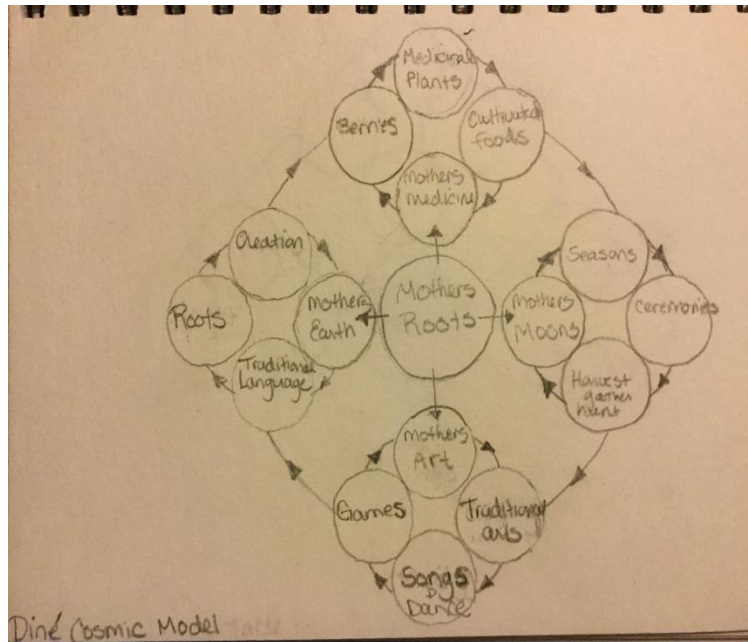 Medicinal
Plants
Berries
Cultivated
foods
Mothers
medicine
Creation
Roots
Mothers
Earth
Traditional
Language
Mothers
Roots
Mothers
Moons
Seasons
Ceremonies
Harvest
gather
hunt
Mothers
Art
Games
Traditional
arts
Songs
Dance
Diné Cosmic Model